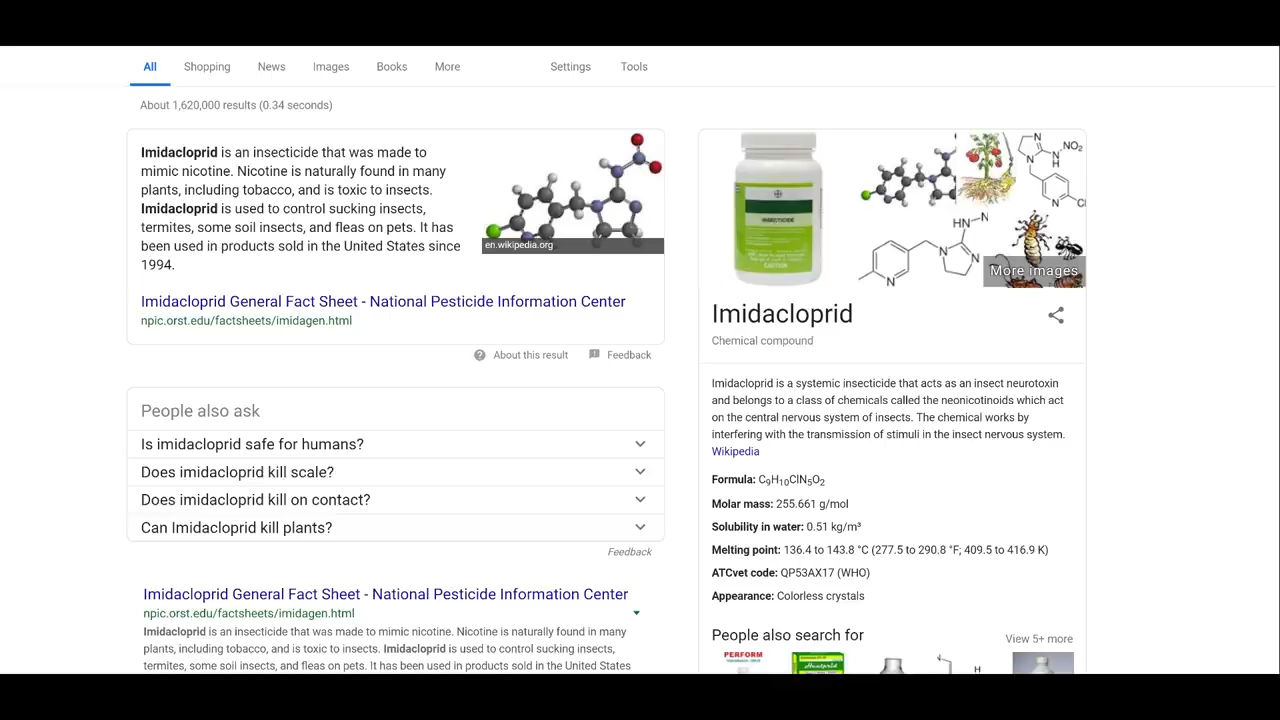 All Shopping News Images Books More Settings Tools
About 1,620,000 results (0.34 seconds)
Imidacloprid is an insecticide that was made to
mimic nicotine. Nicotine is naturally found in many
plants, including tobacco, and is toxic to insects.
Imidacloprid is used to control sucking insects,
termites, some soil insects, and fleas on pets. It has
been used in products sold in the United States since
1994.
en.wikipedia.org
Imidacloprid General Fact Sheet - National Pesticide Information Center
npic.orst.edu/factsheets/imidagen.html
About this result Feedback
People also ask
Is imidacloprid safe for humans?
Does imidacloprid kill scale?
Does imidacloprid kill on contact?
Can Imidacloprid kill plants?
Feedback
Imidacloprid General Fact Sheet - National Pesticide Information Center
npic.orst.edu/factsheets/imidagen.html
Imidacloprid is an insecticide that was made to mimic nicotine. Nicotine is naturally found in many
plants, including tobacco, and is toxic to insects. Imidacloprid is used to control sucking insects,
termites, some soil insects, and fleas on pets. It has been used in products sold in the United States
INSECTICIDE
CAUTION
N
NO₂
HN
N
N
Cl
HN-N
N
N
N
More images
Imidacloprid
Chemical compound
Imidacloprid is a systemic insecticide that acts as an insect neurotoxin
and belongs to a class of chemicals called the neonicotinoids which act
on the central nervous system of insects. The chemical works by
interfering with the transmission of stimuli in the insect nervous system.
Wikipedia
Formula: C₉H₁₀ClN₅O₂
Molar mass: 255.661 g/mol
Solubility in water: 0.51 kg/m³
Melting point: 136.4 to 143.8 °C (277.5 to 290.8 °F; 409.5 to 416.9 K)
ATCvet code: QP53AX17 (WHO)
Appearance: Colorless crystals
People also search for View 5+ more
PERFORM
H